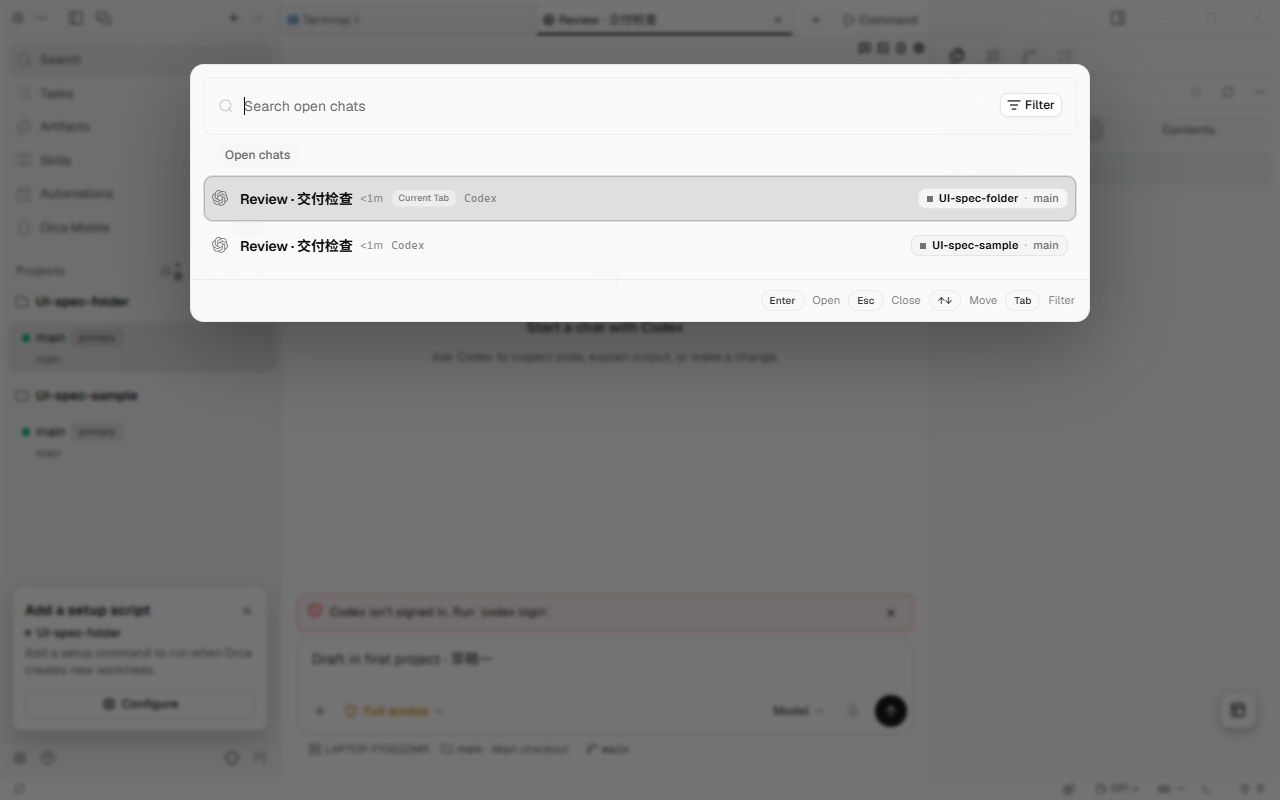 Terminal 1
Review · 交付检查
Command
Search
Search open chats
Filter
Tasks
Artifacts
Skills
Automations
Orca Mobile
Contents
Open chats
Review · 交付检查 <1m Current Tab Codex UI-spec-folder · main
Review · 交付检查 <1m Codex UI-spec-sample · main
Enter Open Esc Close ↑↓ Move Tab Filter
Projects
UI-spec-folder
main primary
main
UI-spec-sample
main primary
main
Start a chat with Codex
Ask Codex to inspect code, explain output, or make a change.
Add a setup script
UI-spec-folder
Add a setup command to run when Orca
creates new worktrees.
Configure
Codex isn't signed in. Run `codex login`.
Draft in first project · 草稿一
Full access
Model
main · Main checkout
main
Off